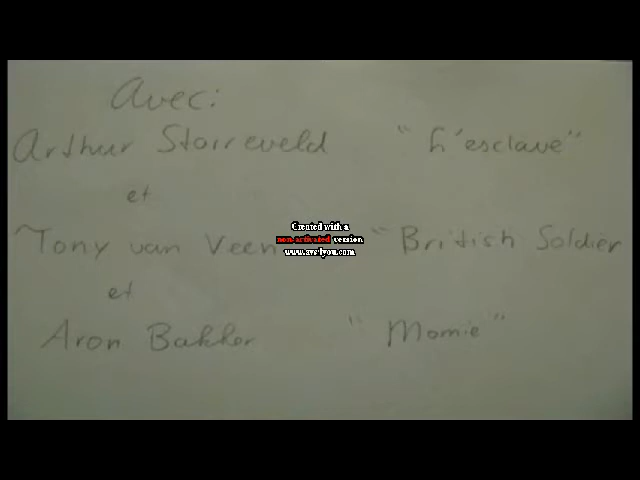 Avec:
Arthur Starreveld "L'esclave"
et
Tony van Veen "British Soldier
et
Aron Bakker "Momie"
Created with a
non-activated version
www.avs4you.com